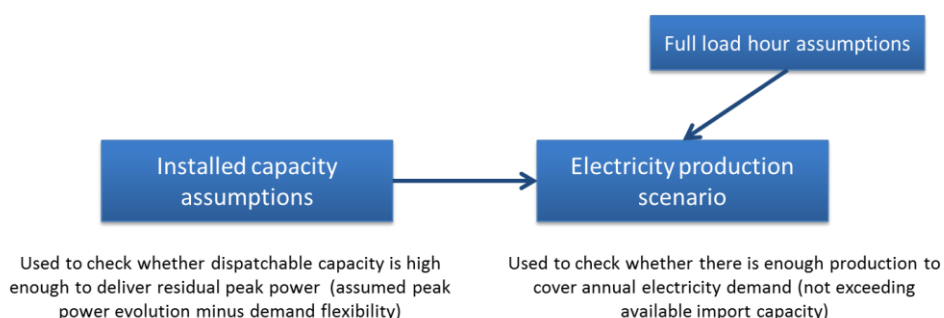 Full load hour assumptions
Installed capacity
assumptions
Electricity production
scenario
Used to check whether dispatchable capacity is high
enough to deliver residual peak power (assumed peak
power evolution minus demand flexibility)
Used to check whether there is enough production to
cover annual electricity demand (not exceeding
available import capacity)